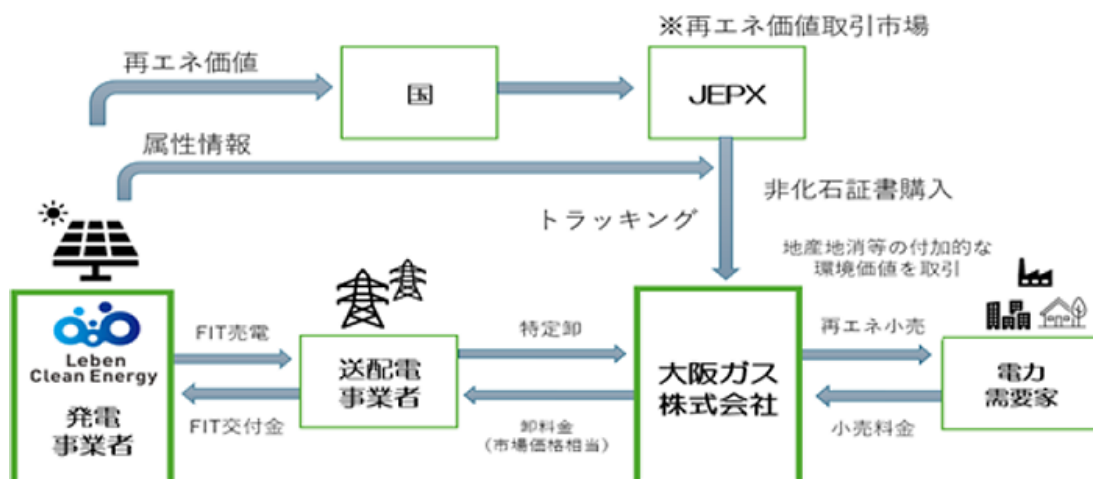 ※再エネ価値取引市場
再エネ価値
国
JEPX
属性情報
非化石証書購入
トラッキング
地産地消等の付加的な
環境価値を取引
Leben
Clean Energy
発電
事業者
FIT売電
FIT交付金
送配電
事業者
特定卸
卸料金
(市場価格相当)
大阪ガス
株式会社
再エネ小売
小売料金
電力
需要家